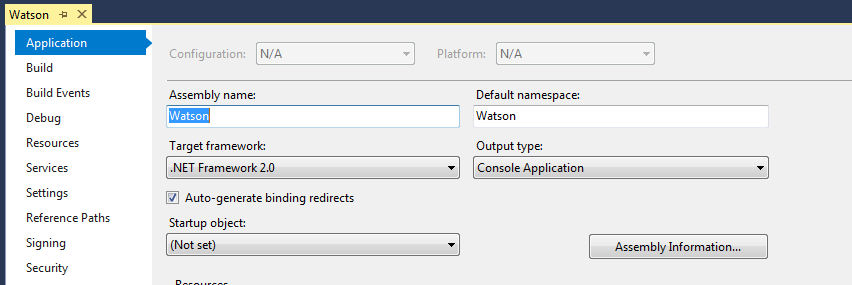 Watson
Application
Build
Build Events
Debug
Resources
Services
Settings
Reference Paths
Signing
Security
Configuration: N/A Platform: N/A
Assembly name: Default namespace:
Watson Watson
Target framework: Output type:
.NET Framework 2.0 Console Application
Auto-generate binding redirects
Startup object:
(Not set) Assembly Information...
Resources